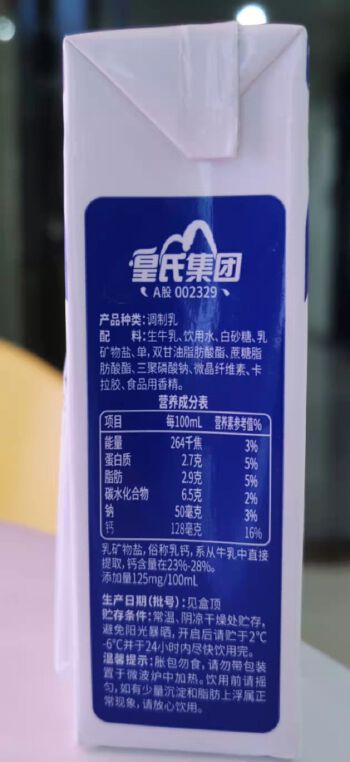 皇氏集团
A股 002329
产品种类:调制乳
配 料:生牛乳、饮用水、白砂糖、乳
矿物盐、单,双甘油脂肪酸酯、蔗糖脂
肪酸酯、三聚磷酸钠、微晶纤维素、卡
拉胶、食品用香精。
营养成分表
项目 每100mL 营养素参考值%
能量 264千焦 3%
蛋白质 2.7克 5%
脂肪 2.9克 5%
碳水化合物 6.5克 2%
钠 50毫克 3%
钙 128毫克 16%
乳矿物盐,俗称乳钙,系从牛乳中直接
提取,钙含量在23%-28%。
添加量125mg/100mL
生产日期(批号):见盒顶
贮存条件:常温、阴凉干燥处贮存,
避免阳光暴晒,开启后请贮于2°C
-6°C并于24小时内尽快饮用完。
温馨提示:胀包勿食,请勿带包装
置于微波炉中加热。饮用前请摇
匀,如有少量沉淀和脂肪上浮属正
常现象,请放心饮用。